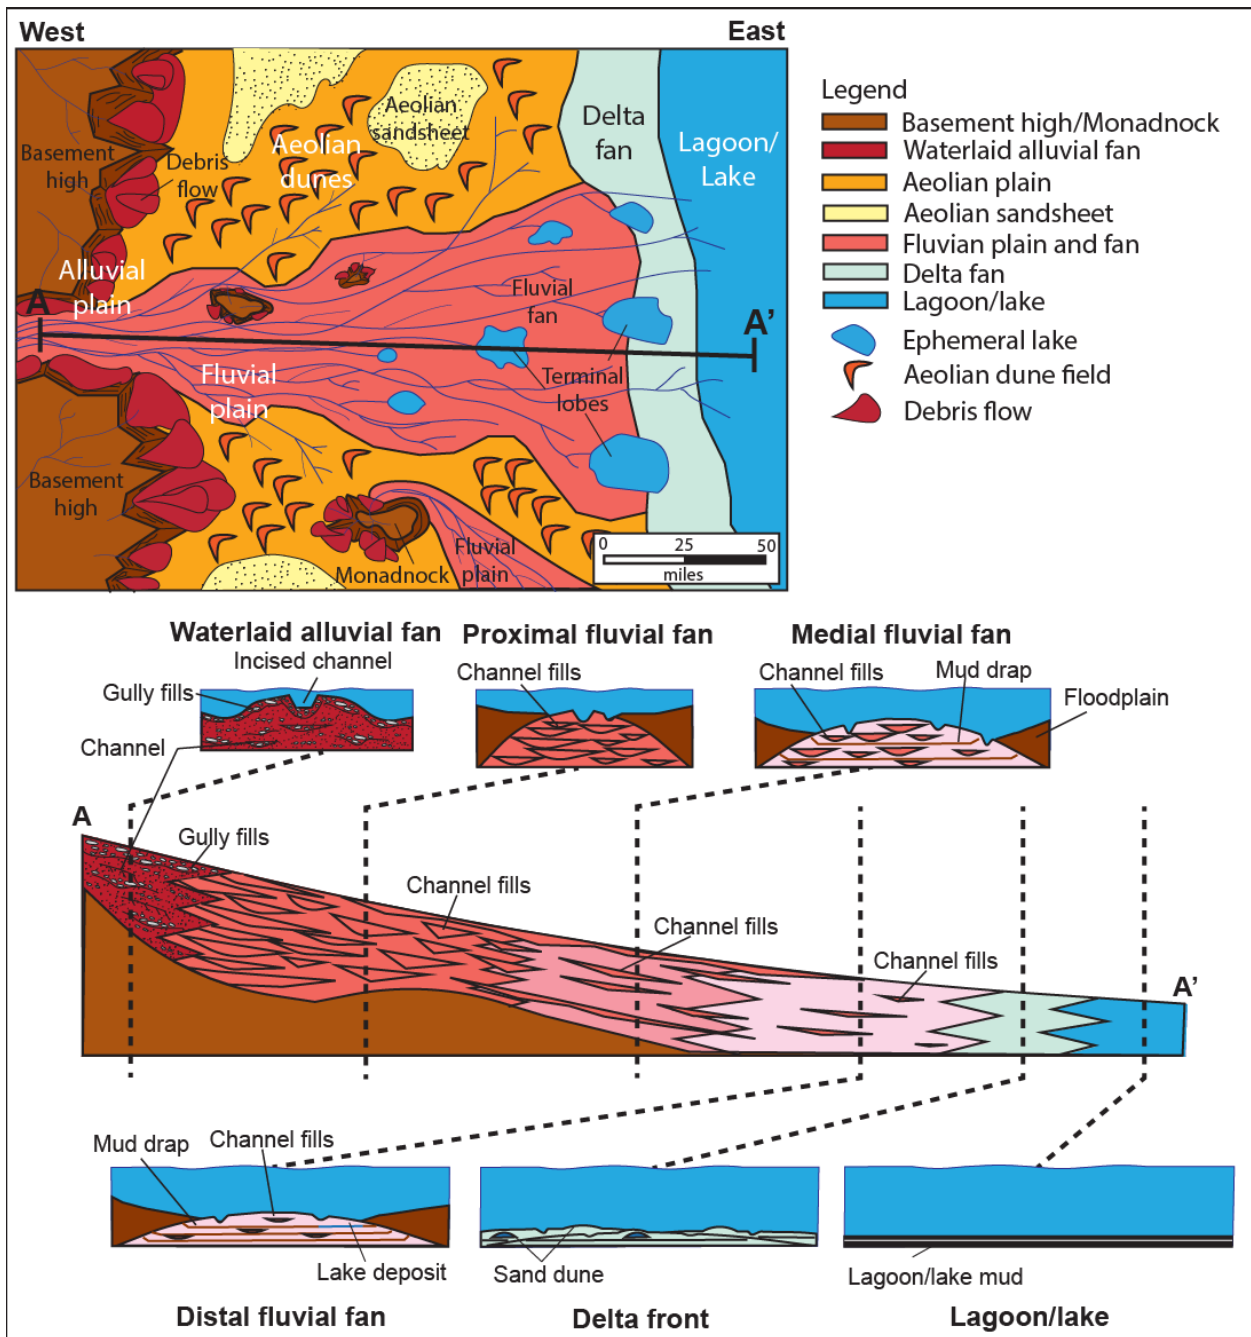 West
East
Basement
high
Debris
flow
Aeolian
dunes
Aeolian
sandsheet
Delta
fan
Lagoon/
Lake
Alluvial
plain
A
A'
Fluvial
fan
Fluvial
plain
Terminal
lobes
Basement
high
Monadnock
Fluvial
plain
0 25 50
miles
Legend
Basement high/Monadnock
Waterlaid alluvial fan
Aeolian plain
Aeolian sandsheet
Fluvian plain and fan
Delta fan
Lagoon/lake
Ephemeral lake
Aeolian dune field
Debris flow
Waterlaid alluvial fan
Incised channel
Gully fills
Channel
Proximal fluvial fan
Channel fills
Medial fluvial fan
Channel fills
Mud drap
Floodplain
A
Gully fills
Channel fills
Channel fills
Channel fills
A'
Mud drap
Channel fills
Lake deposit
Distal fluvial fan
Sand dune
Delta front
Lagoon/lake mud
Lagoon/lake